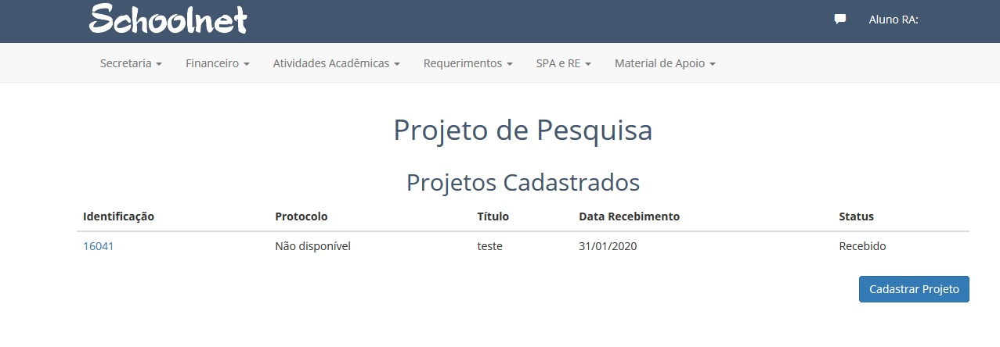 Schoolnet
Aluno RA:
Secretaria Financeiro Atividades Acadêmicas Requerimentos SPA e RE Material de Apoio
Projeto de Pesquisa
Projetos Cadastrados
Identificação Protocolo Título Data Recebimento Status
16041 Não disponível teste 31/01/2020 Recebido
Cadastrar Projeto